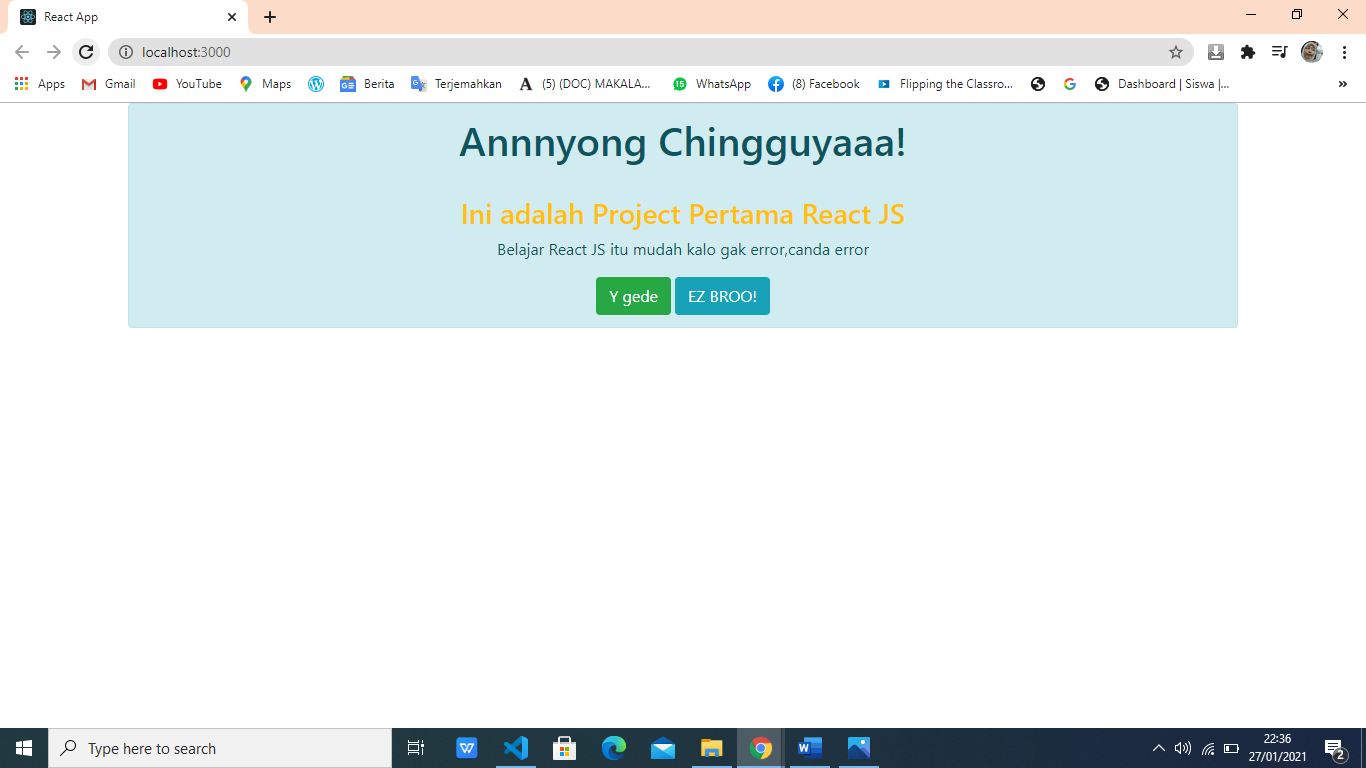 React App
localhost:3000
Apps Gmail YouTube Maps Berita Terjemahkan (5) (DOC) MAKALA... WhatsApp (8) Facebook Flipping the Classro... Dashboard | Siswa |... »
Annnyong Chingguyaaa!
Ini adalah Project Pertama React JS
Belajar React JS itu mudah kalo gak error,canda error
Y gede EZ BROO!
Type here to search
22:36
27/01/2021
2